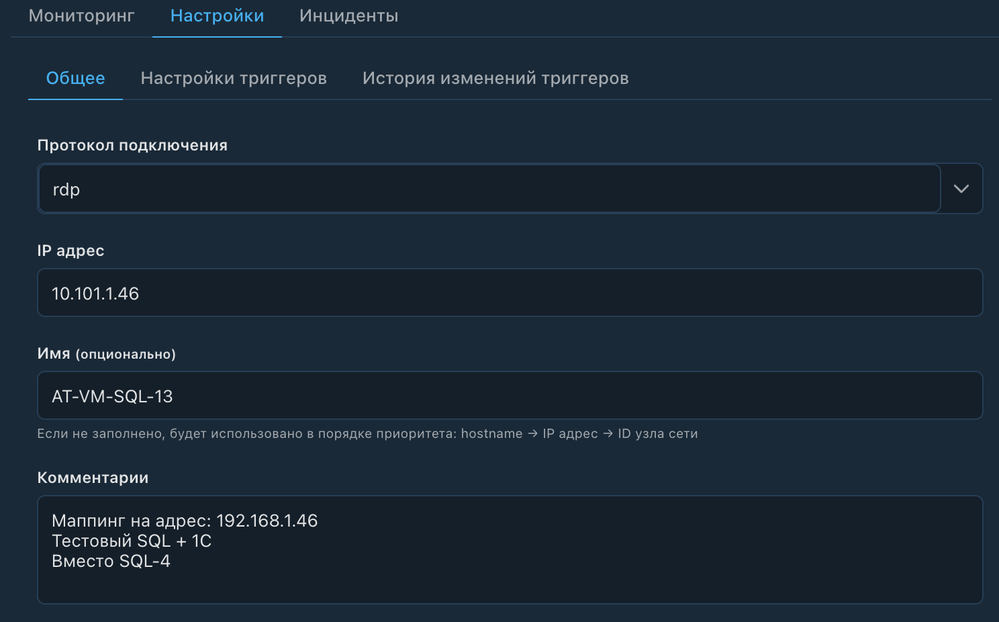 Мониторинг Настройки Инциденты
Общее Настройки триггеров История изменений триггеров
Протокол подключения
rdp
IP адрес
10.101.1.46
Имя (опционально)
AT-VM-SQL-13
Если не заполнено, будет использовано в порядке приоритета: hostname → IP адрес → ID узла сети
Комментарии
Маппинг на адрес: 192.168.1.46
Тестовый SQL + 1C
Вместо SQL-4